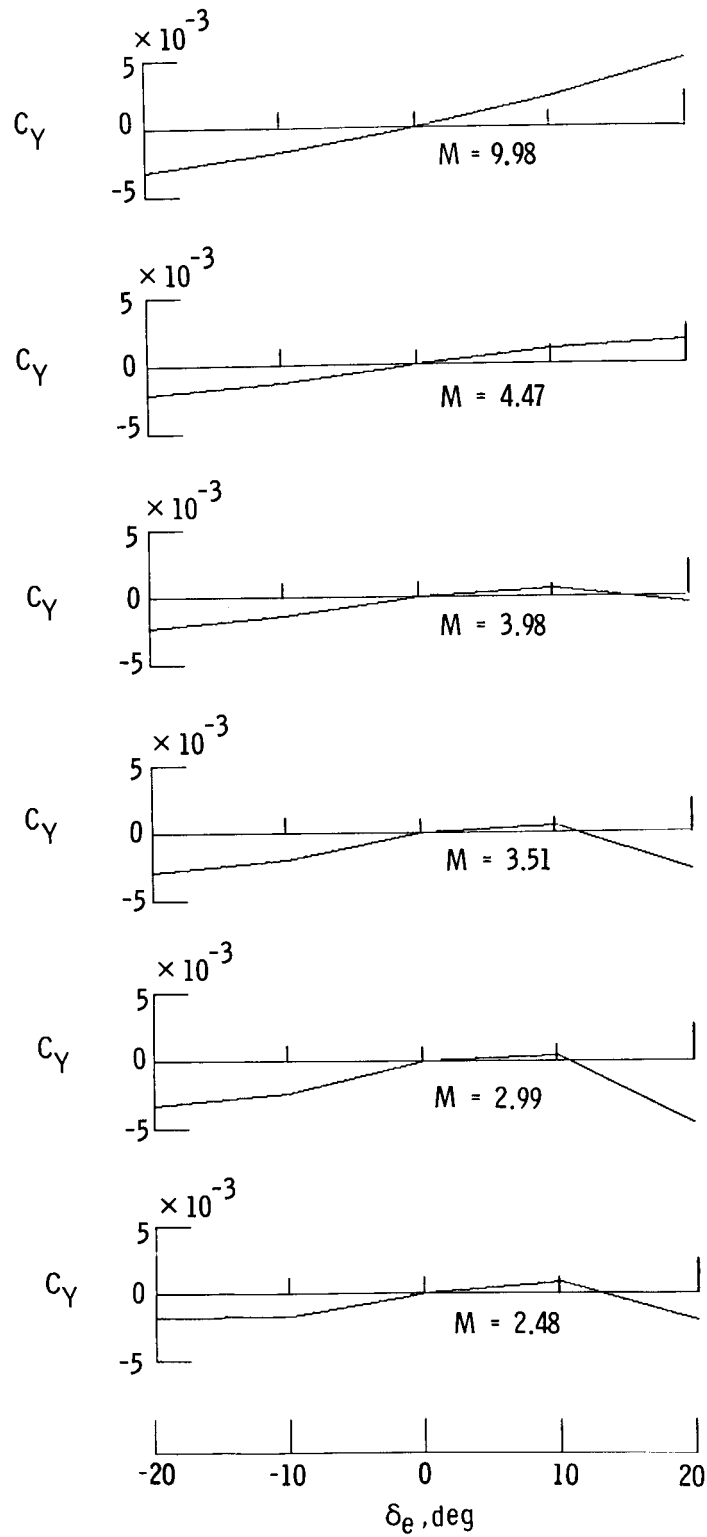 × 10⁻³
5
C_Y 0
-5
M = 9.98
× 10⁻³
5
C_Y 0
-5
M = 4.47
× 10⁻³
5
C_Y 0
-5
M = 3.98
× 10⁻³
5
C_Y 0
-5
M = 3.51
× 10⁻³
5
C_Y 0
-5
M = 2.99
× 10⁻³
5
C_Y 0
-5
M = 2.48
-20 -10 0 10 20
δ_e, deg